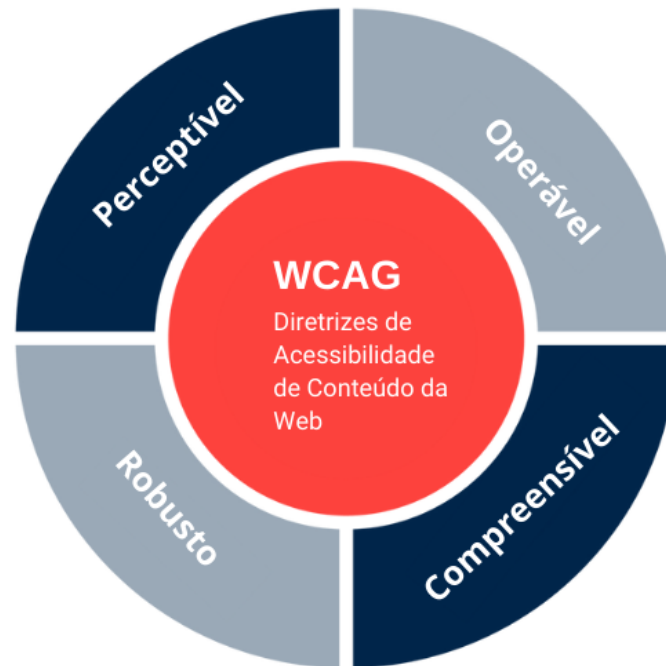 Perceptível
Operável
WCAG
Diretrizes de
Acessibilidade
de Conteúdo da
Web
Robusto
Compreensível